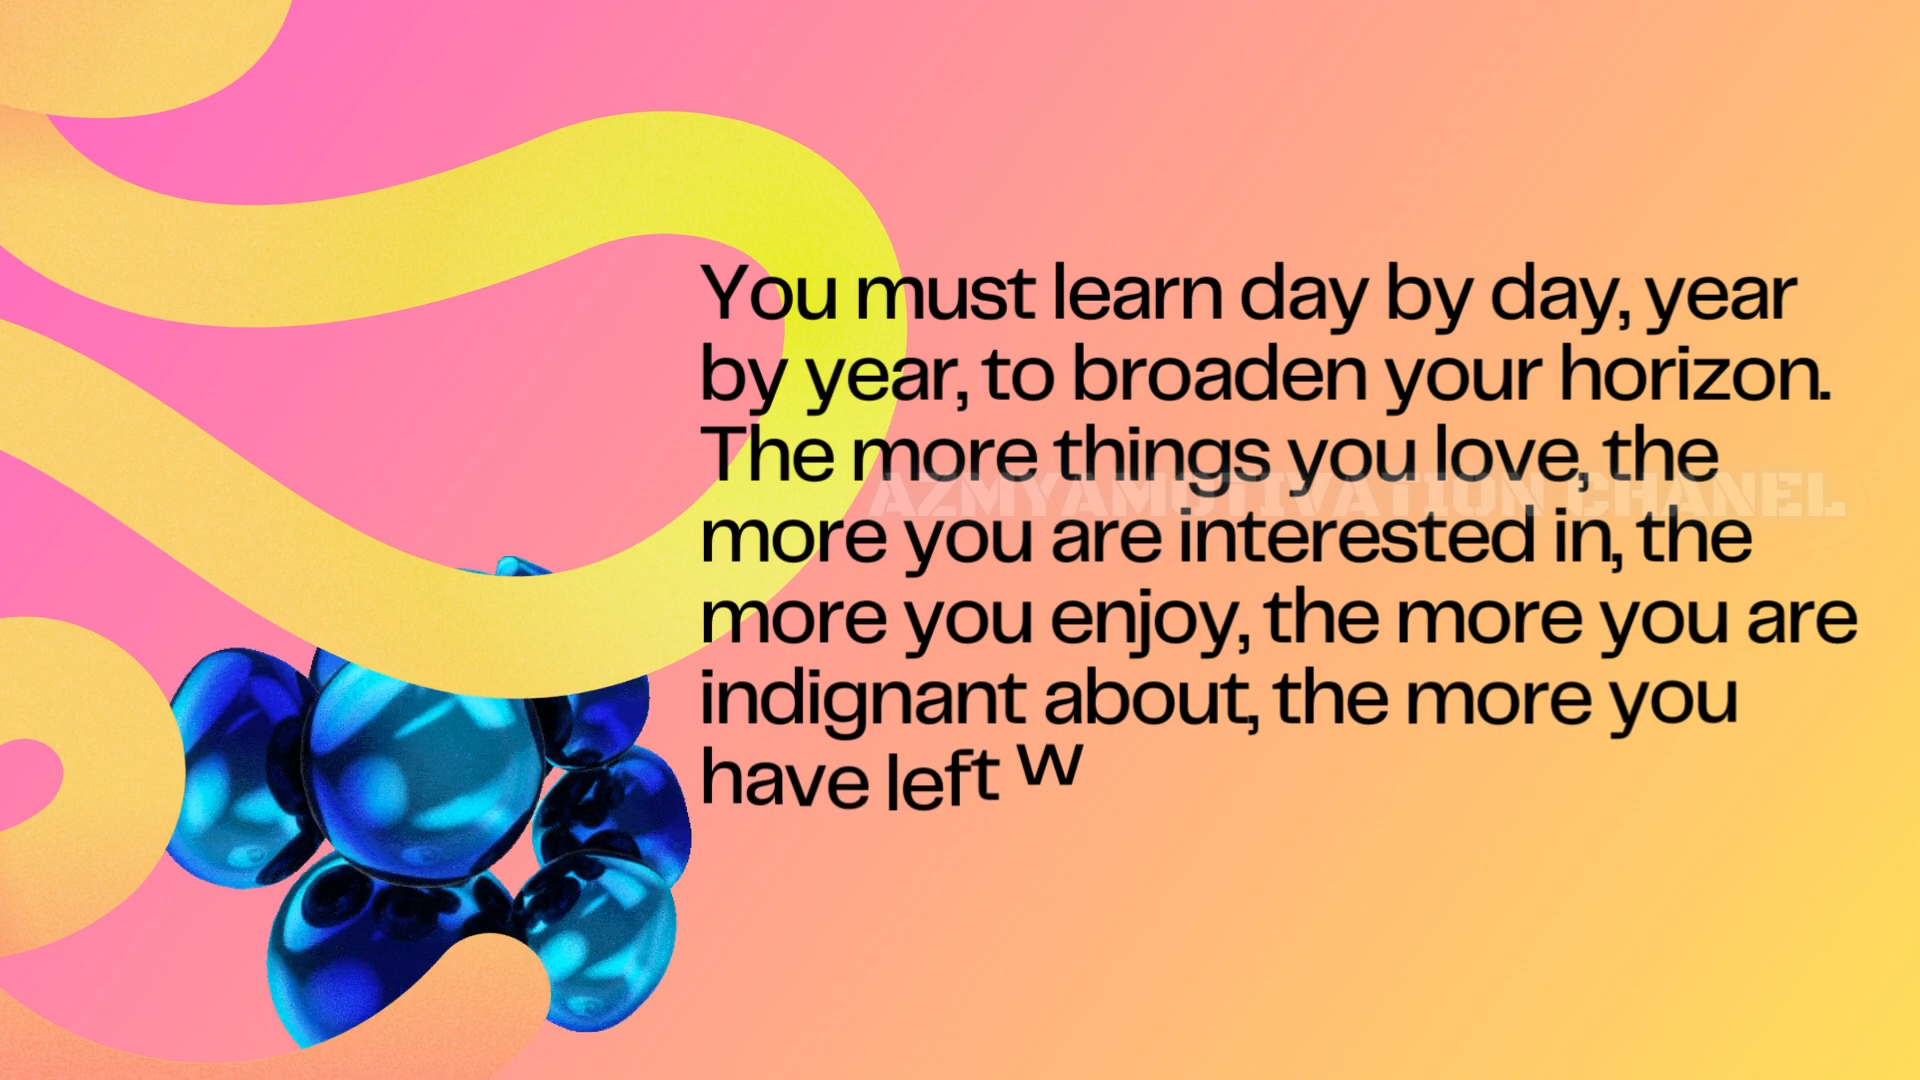 You must learn day by day, year
by year, to broaden your horizon.
The more things you love, the
AZMYAMOTIVATION CHANEL
more you are interested in, the
more you enjoy, the more you are
indignant about, the more you
have left w